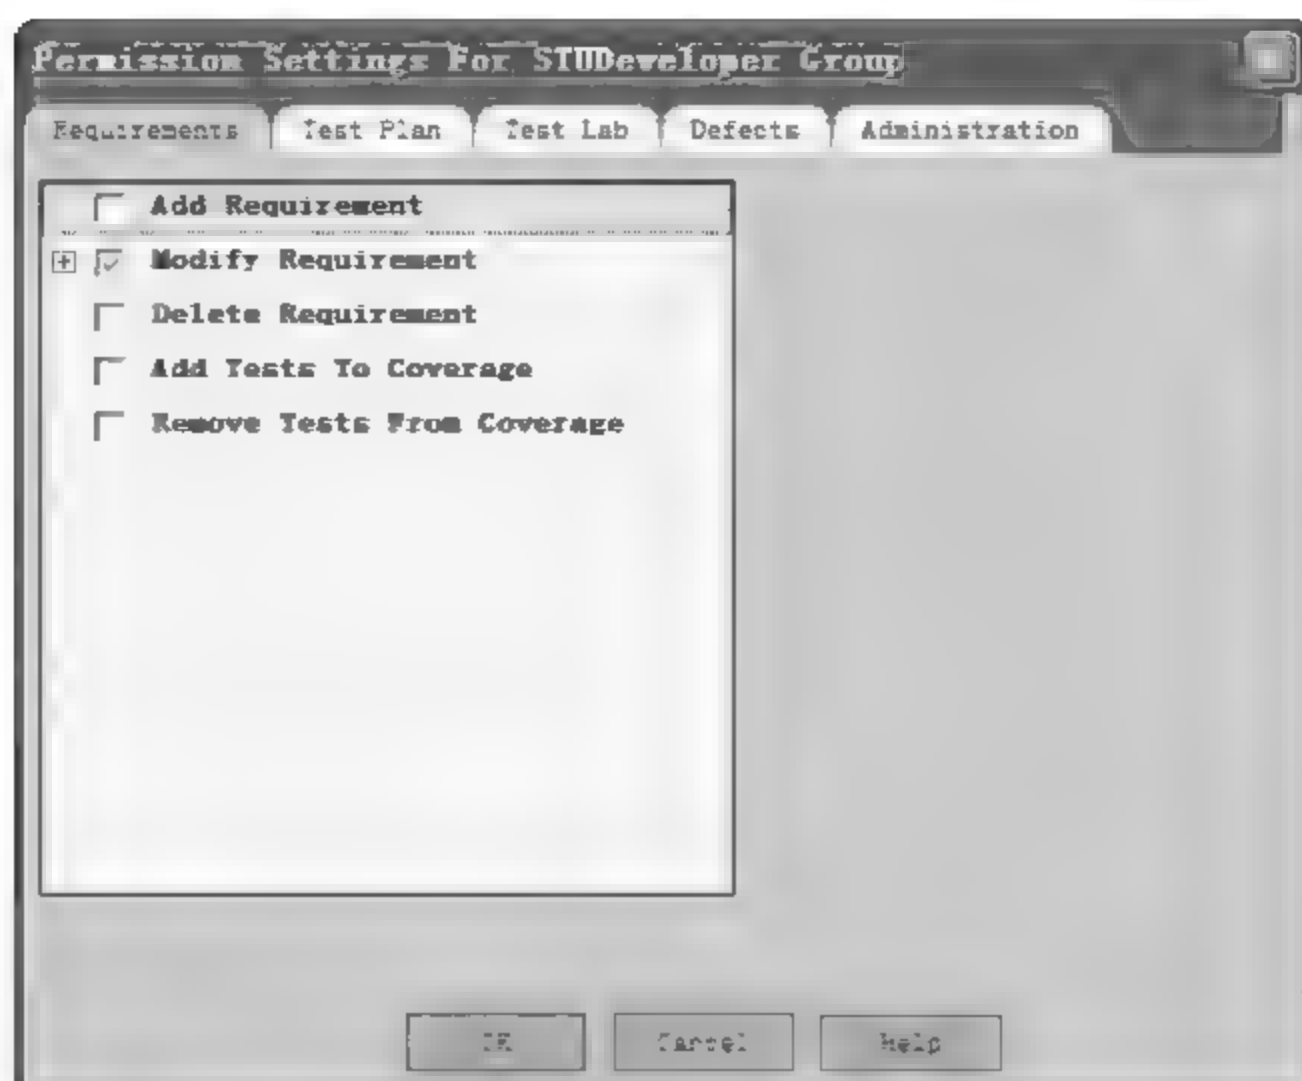 Permission Settings For STUDeveloper Group
Requirements Test Plan Test Lab Defects Administration
Add Requirement
Modify Requirement
Delete Requirement
Add Tests To Coverage
Remove Tests From Coverage
OK Cancel Help